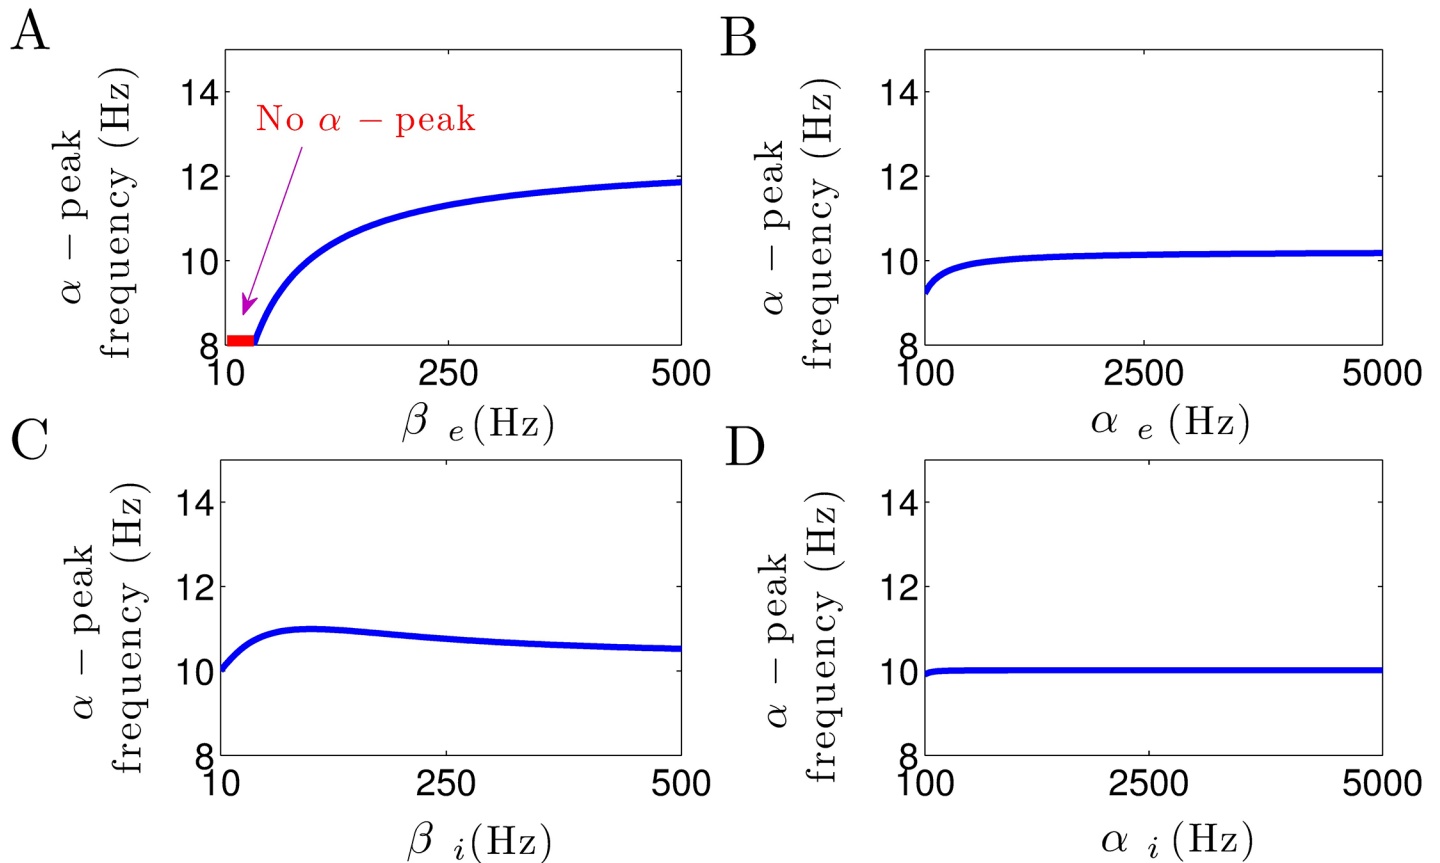 A
α − peak
frequency (Hz)
14
12
10
8
No α − peak
10
250
500
β e (Hz)
B
α − peak
frequency (Hz)
14
12
10
8
100
2500
5000
α e (Hz)
C
α − peak
frequency (Hz)
14
12
10
8
10
250
500
β i (Hz)
D
α − peak
frequency (Hz)
14
12
10
8
100
2500
5000
α i (Hz)